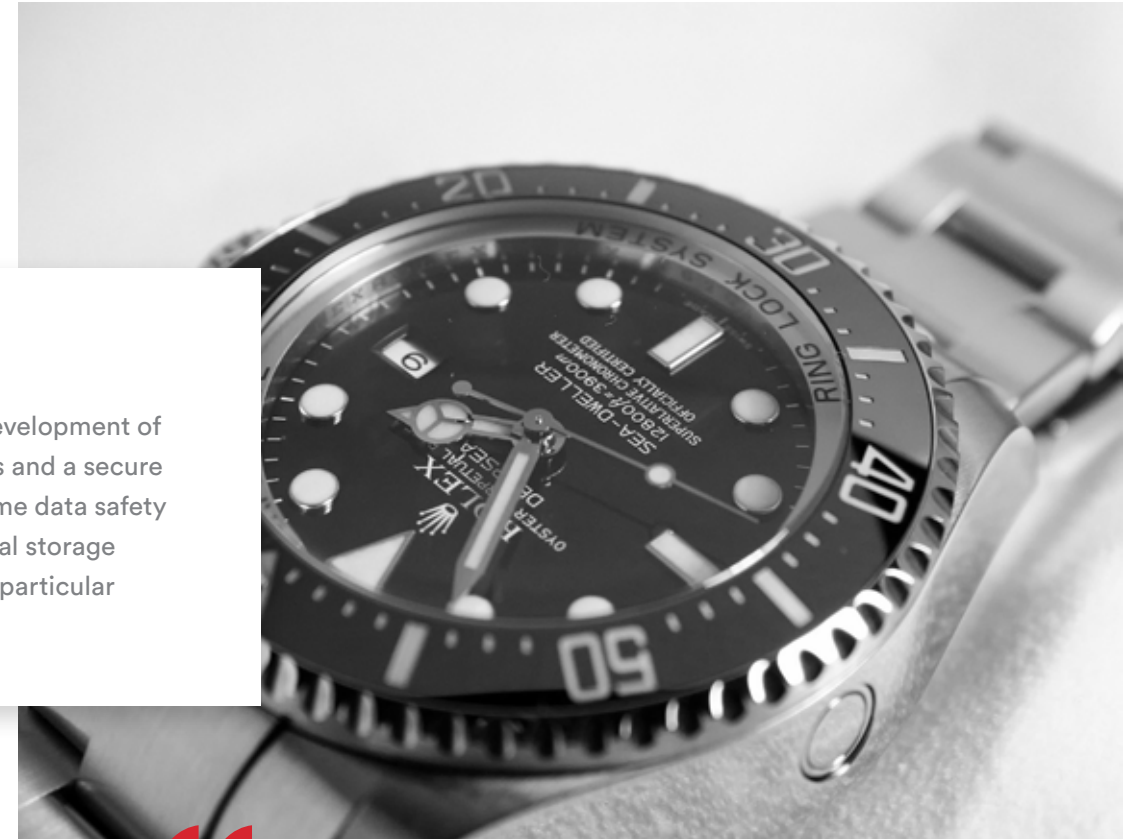 evelopment of
s and a secure
me data safety
al storage
particular
20
30
40
50
RING LOCK SYSTEM
ROLEX
OYSTER PERPETUAL
DEEPSEA
SEA-DWELLER
12800ft=3900m
SUPERLATIVE CHRONOMETER
OFFICIALLY CERTIFIED